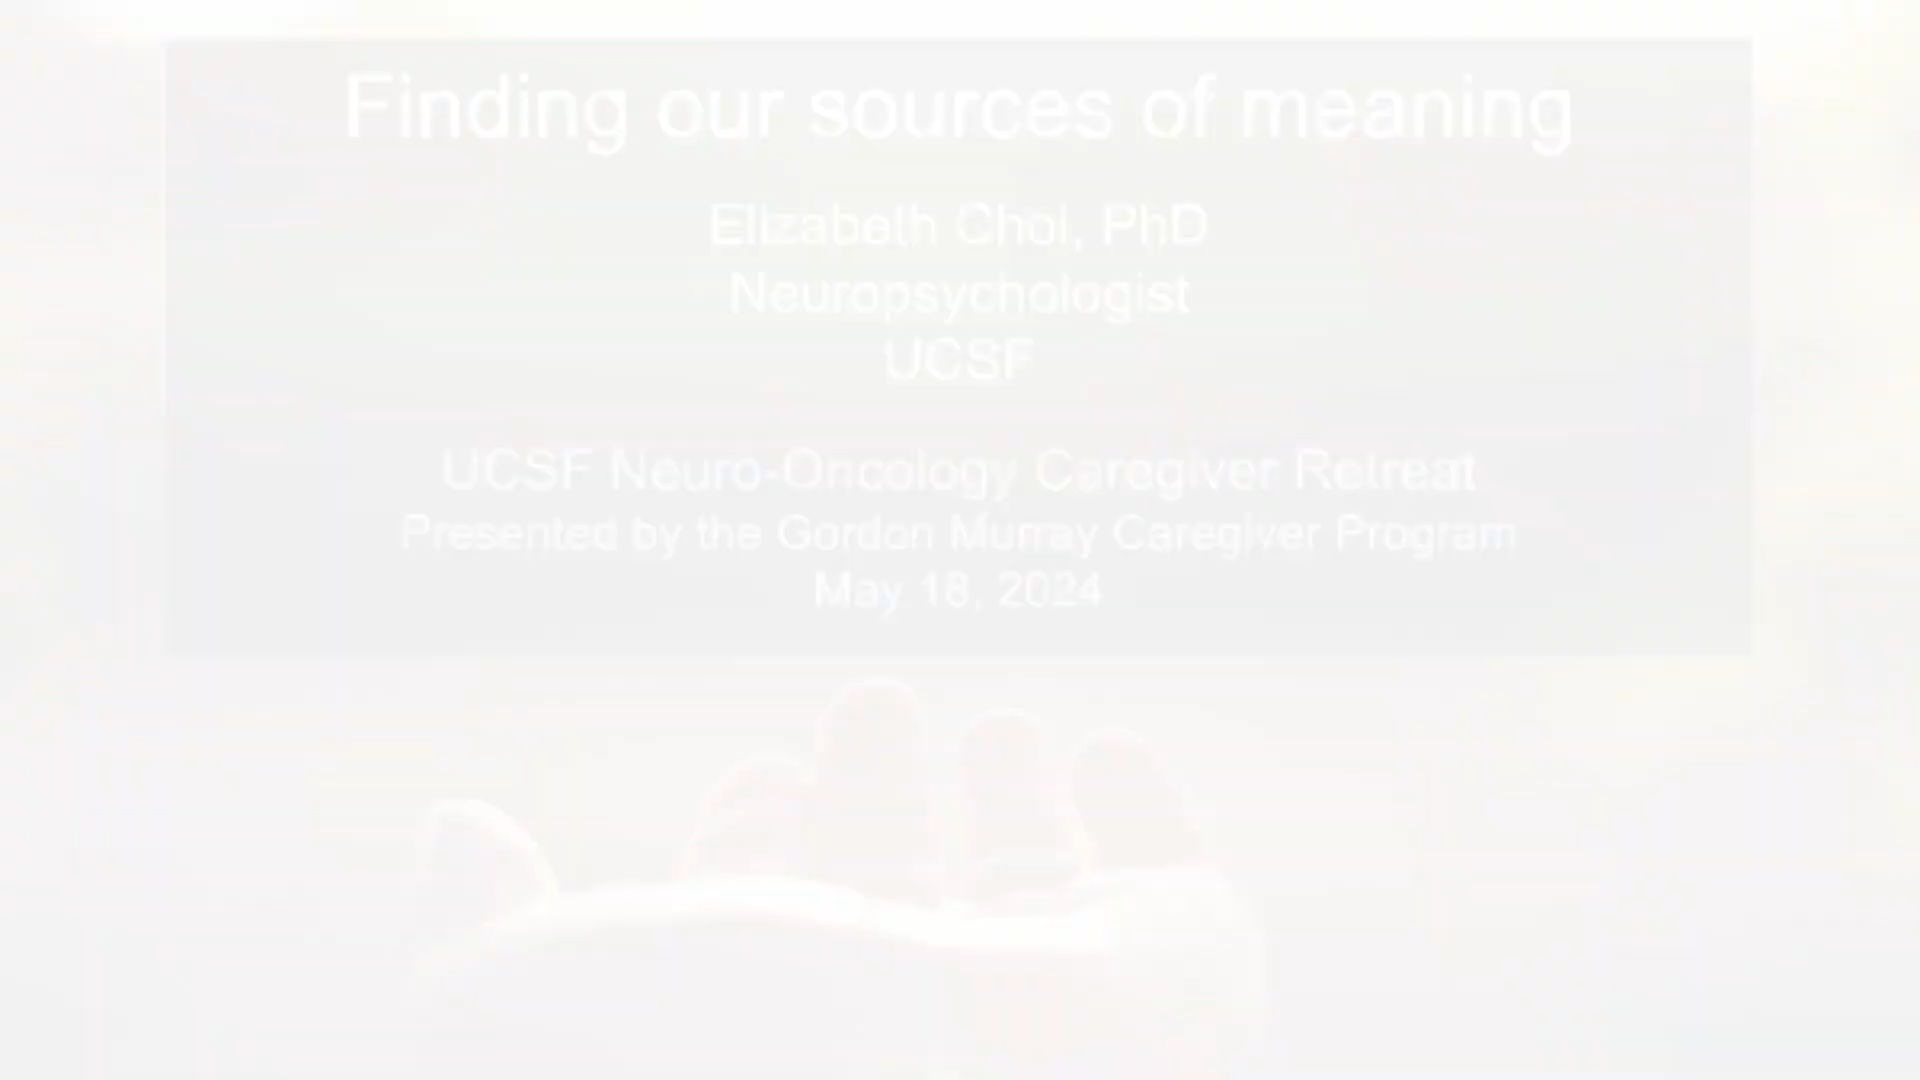 Finding our sources of meaning
Elizabeth Choi, PhD
Neuropsychologist
UCSF
UCSF Neuro-Oncology Caregiver Retreat
Presented by the Gordon Murray Caregiver Program
May 18, 2024